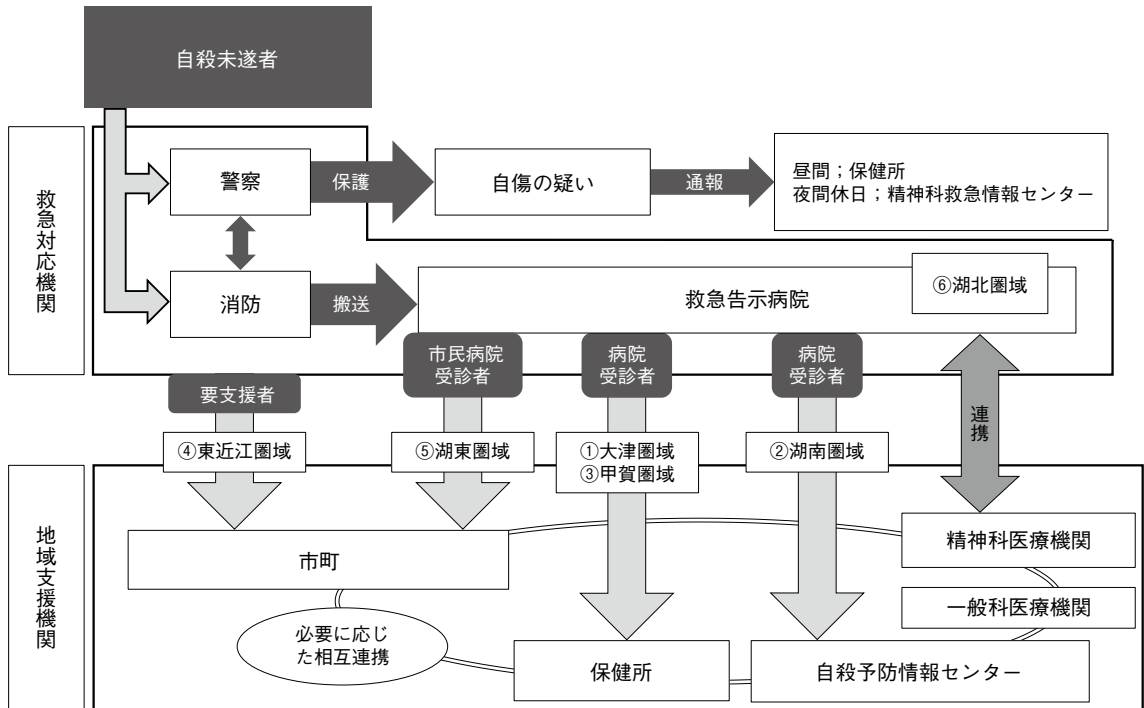 自殺未遂者
救急対応機関
警察
保護
自傷の疑い
通報
昼間；保健所
夜間休日；精神科救急情報センター
消防
搬送
救急告示病院
⑥湖北圏域
要支援者
市民病院
受診者
病院
受診者
病院
受診者
連携
④東近江圏域
⑤湖東圏域
①大津圏域
③甲賀圏域
②湖南圏域
地域支援機関
市町
精神科医療機関
一般科医療機関
必要に応じ
た相互連携
保健所
自殺予防情報センター